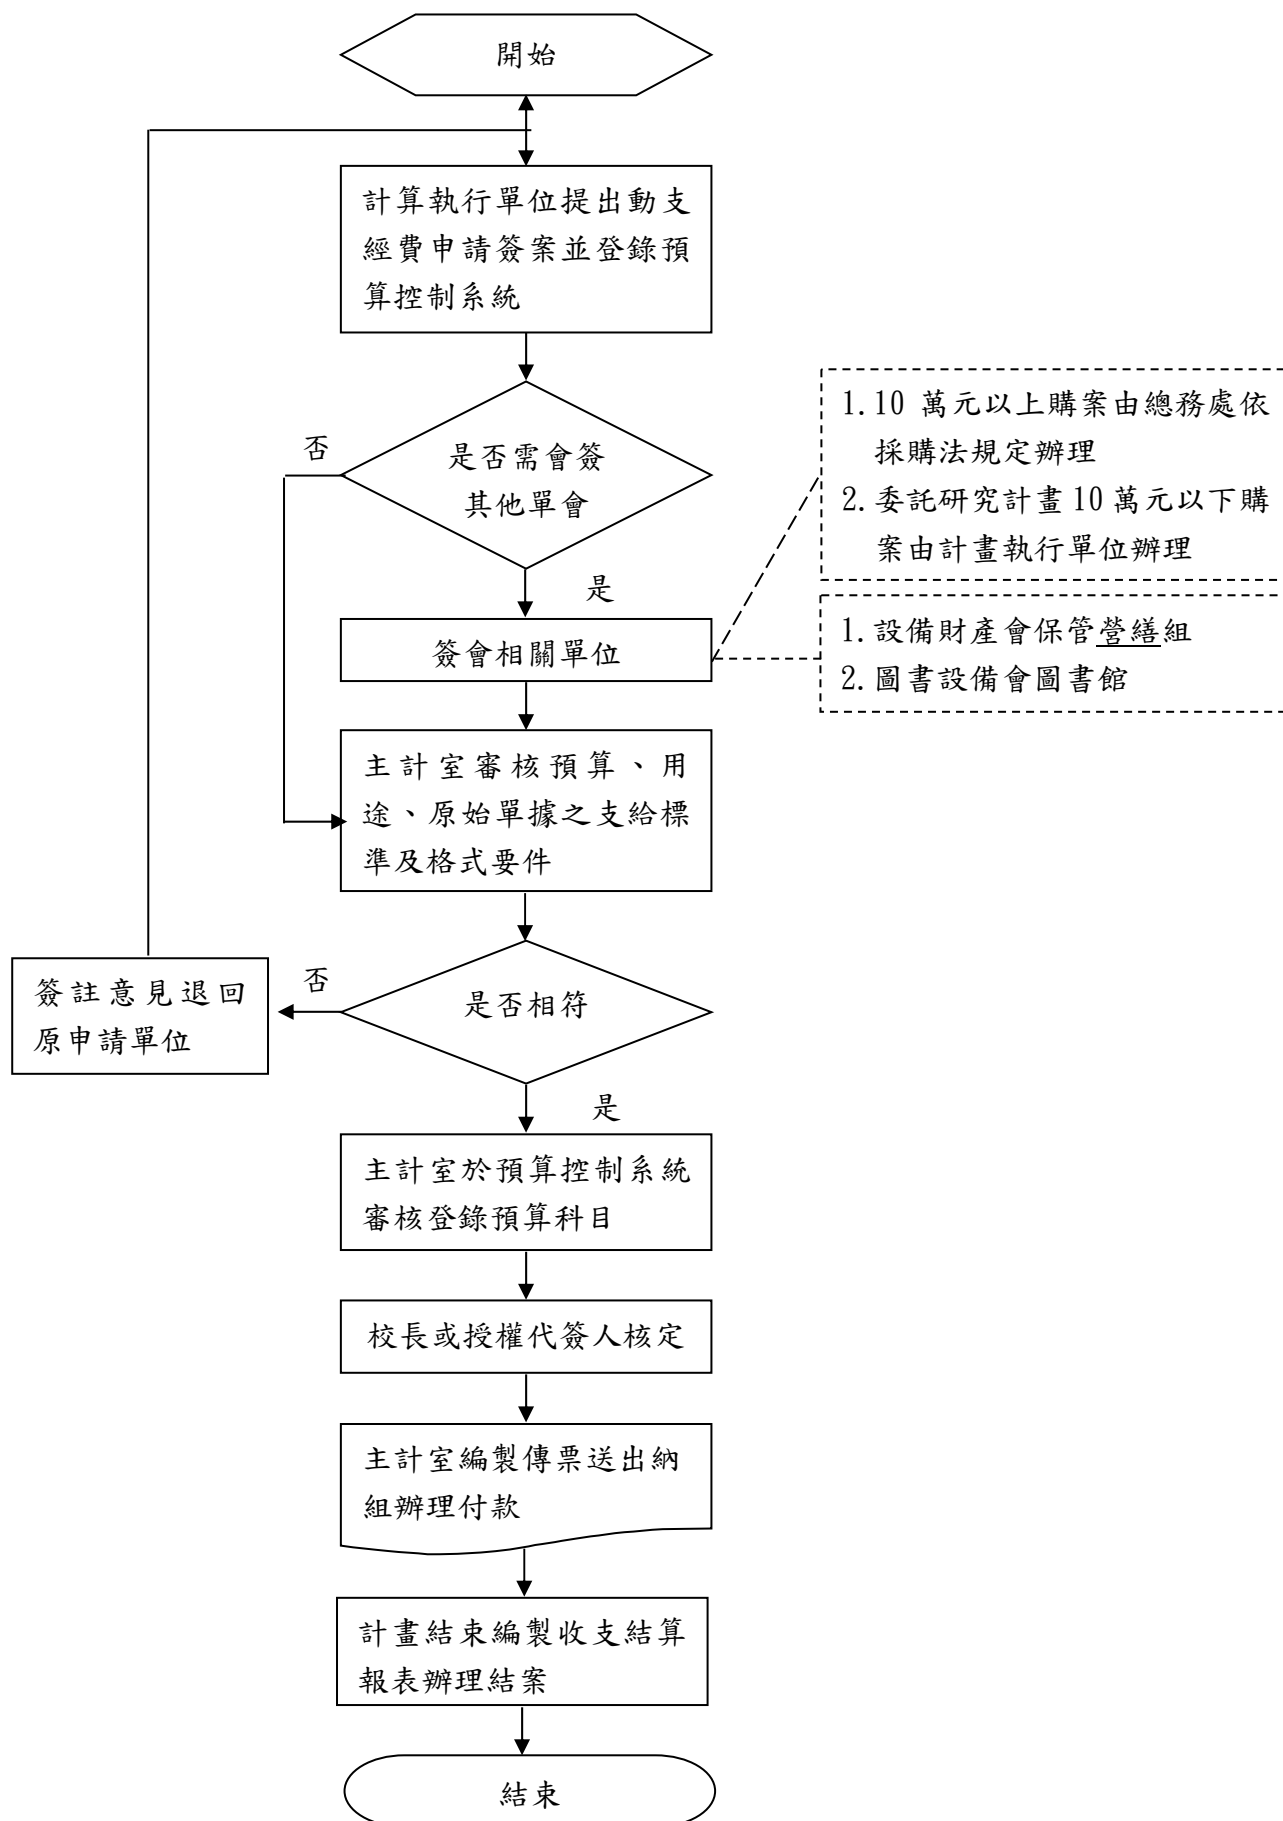 開始
計算執行單位提出動支
經費申請簽案並登錄預
算控制系統
否
是否需會簽
其他單會
是
1.10 萬元以上購案由總務處依
採購法規定辦理
2.委託研究計畫 10 萬元以下購
案由計畫執行單位辦理
簽會相關單位
1.設備財產會保管營繕組
2.圖書設備會圖書館
主計室審核預算、用
途、原始單據之支給標
準及格式要件
簽註意見退回
原申請單位
否
是否相符
是
主計室於預算控制系統
審核登錄預算科目
校長或授權代簽人核定
主計室編製傳票送出納
組辦理付款
計畫結束編製收支結算
報表辦理結案
結束